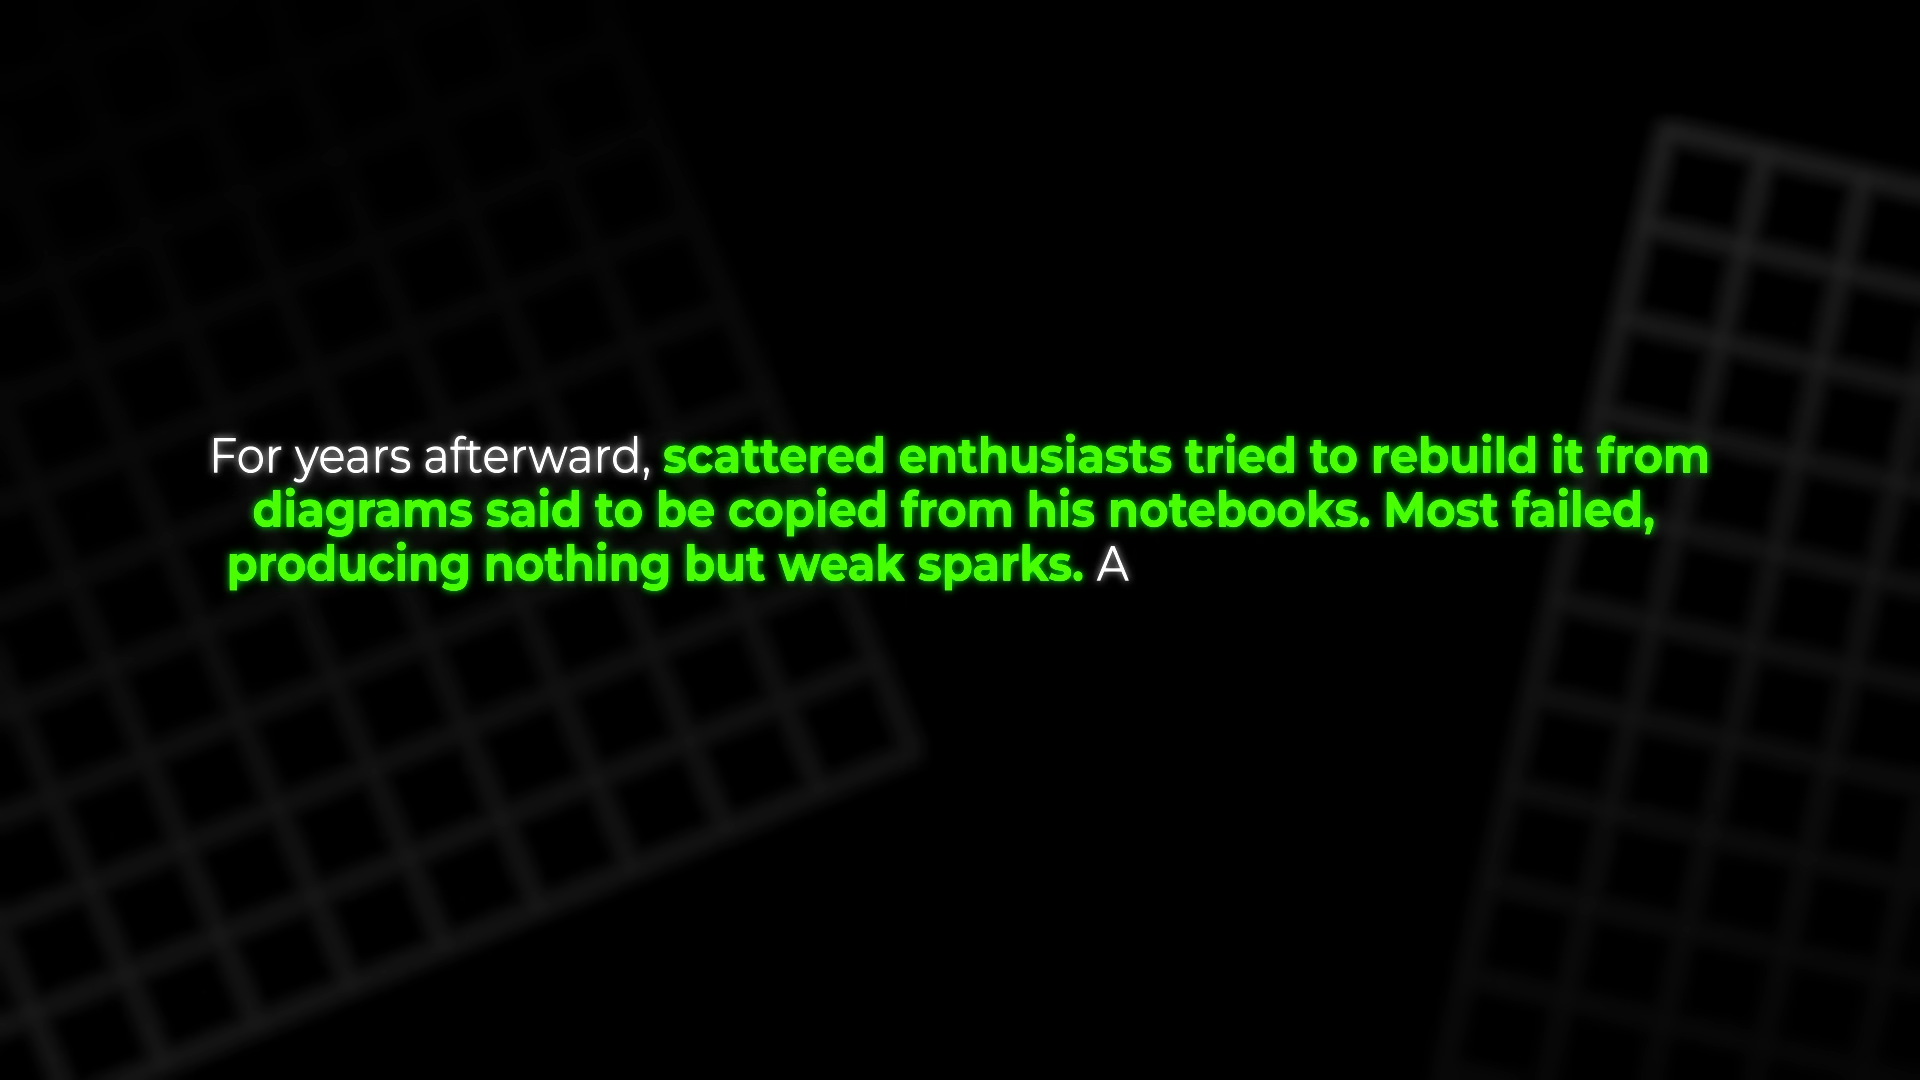 For years afterward, scattered enthusiasts tried to rebuild it from
diagrams said to be copied from his notebooks. Most failed,
producing nothing but weak sparks. A